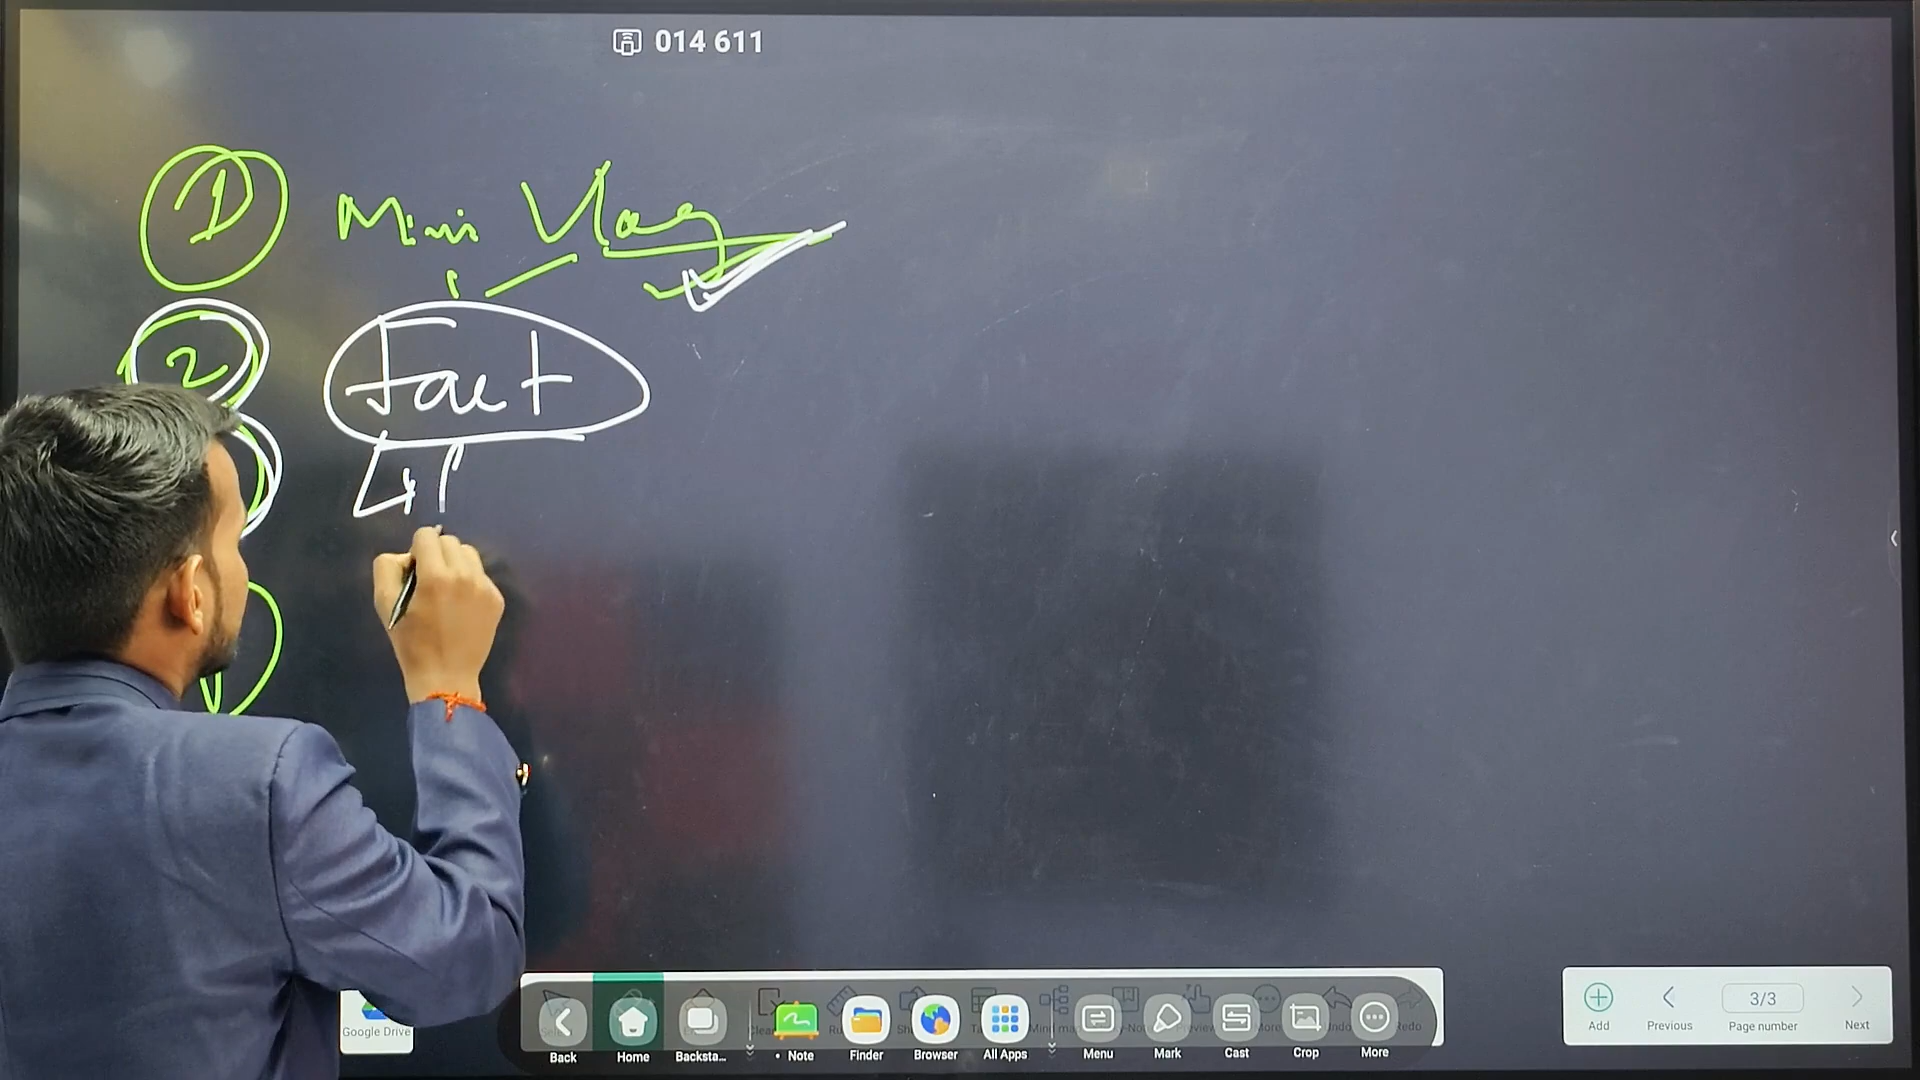 014 611
1 Mini Vlog
2 Fact
Google Drive
Back Home Backsta... Note Finder Browser All Apps Menu Mark Cast Crop More
Add Previous Page number Next
3/3